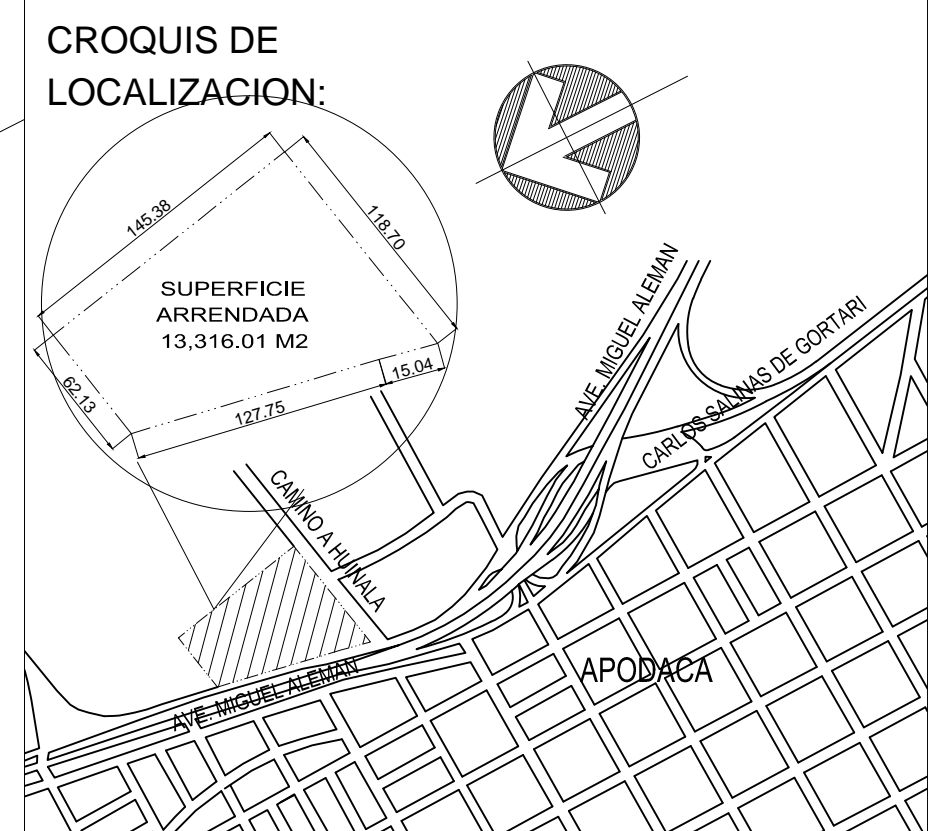 CROQUIS DE
LOCALIZACION:
145.38
118.70
SUPERFICIE
ARRENDADA
13,316.01 M2
62.13
127.75
15.04
AVE. MIGUEL ALEMAN
CARLOS SALINAS DE GORTARI
CAMINO A HUINALA
APODACA
AVE. MIGUEL ALEMAN